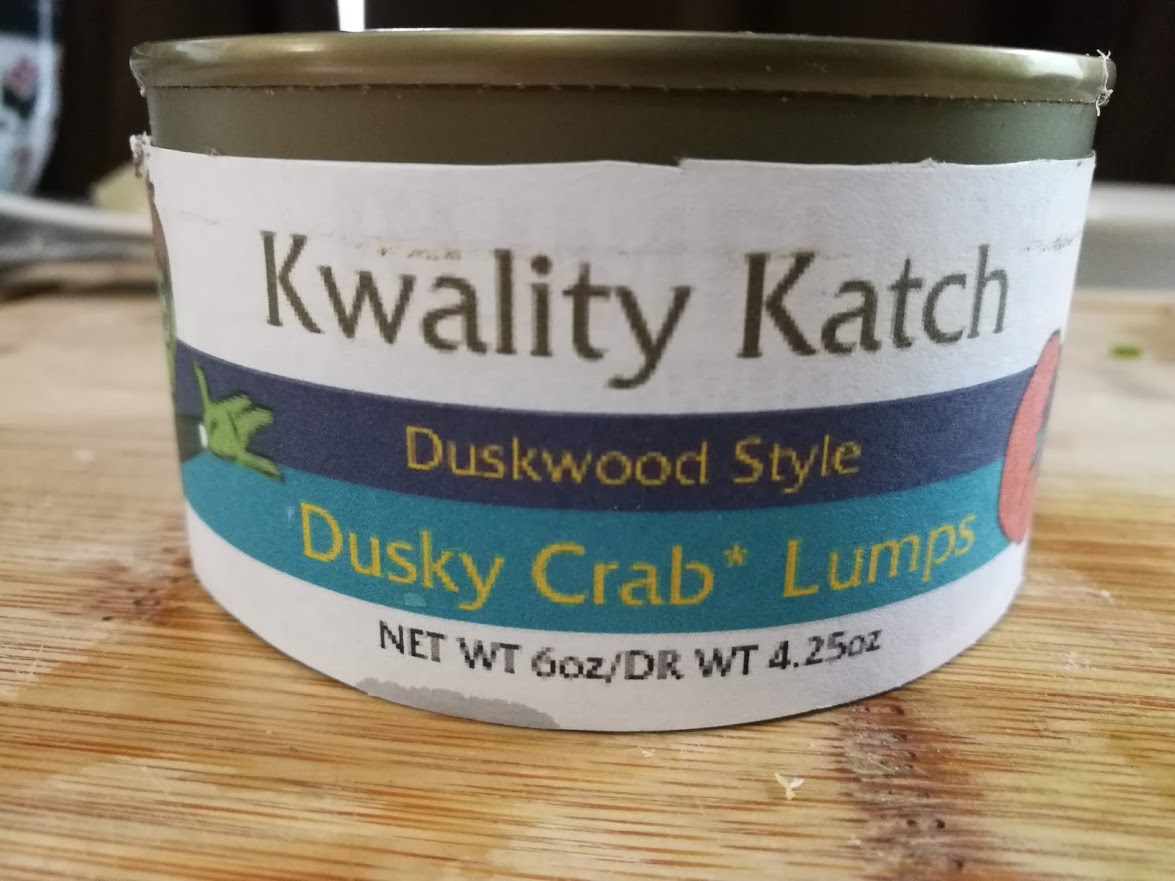 Kwality Katch
Duskwood Style
Dusky Crab* Lumps
NET WT 6oz/DR WT 4.25oz